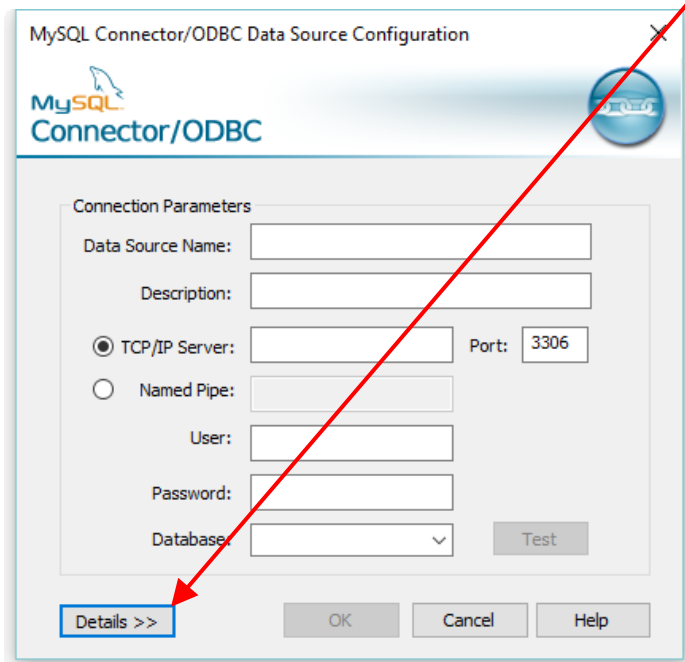 MySQL Connector/ODBC Data Source Configuration
MySQL
Connector/ODBC
Connection Parameters
Data Source Name:
Description:
TCP/IP Server: Port: 3306
Named Pipe:
User:
Password:
Database: Test
Details >> OK Cancel Help